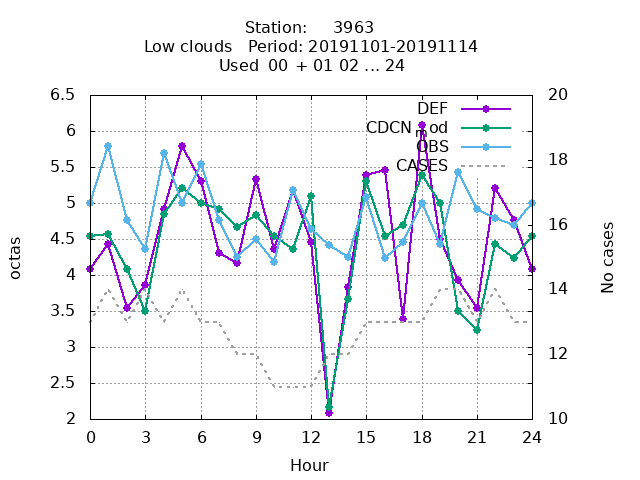 Station: 3963
Low clouds Period: 20191101-20191114
Used 00 + 01 02 ... 24
DEF
CDCN_mod
OBS
CASES
octas
No cases
6.5
6
5.5
5
4.5
4
3.5
3
2.5
2
20
18
16
14
12
10
0 3 6 9 12 15 18 21 24
Hour